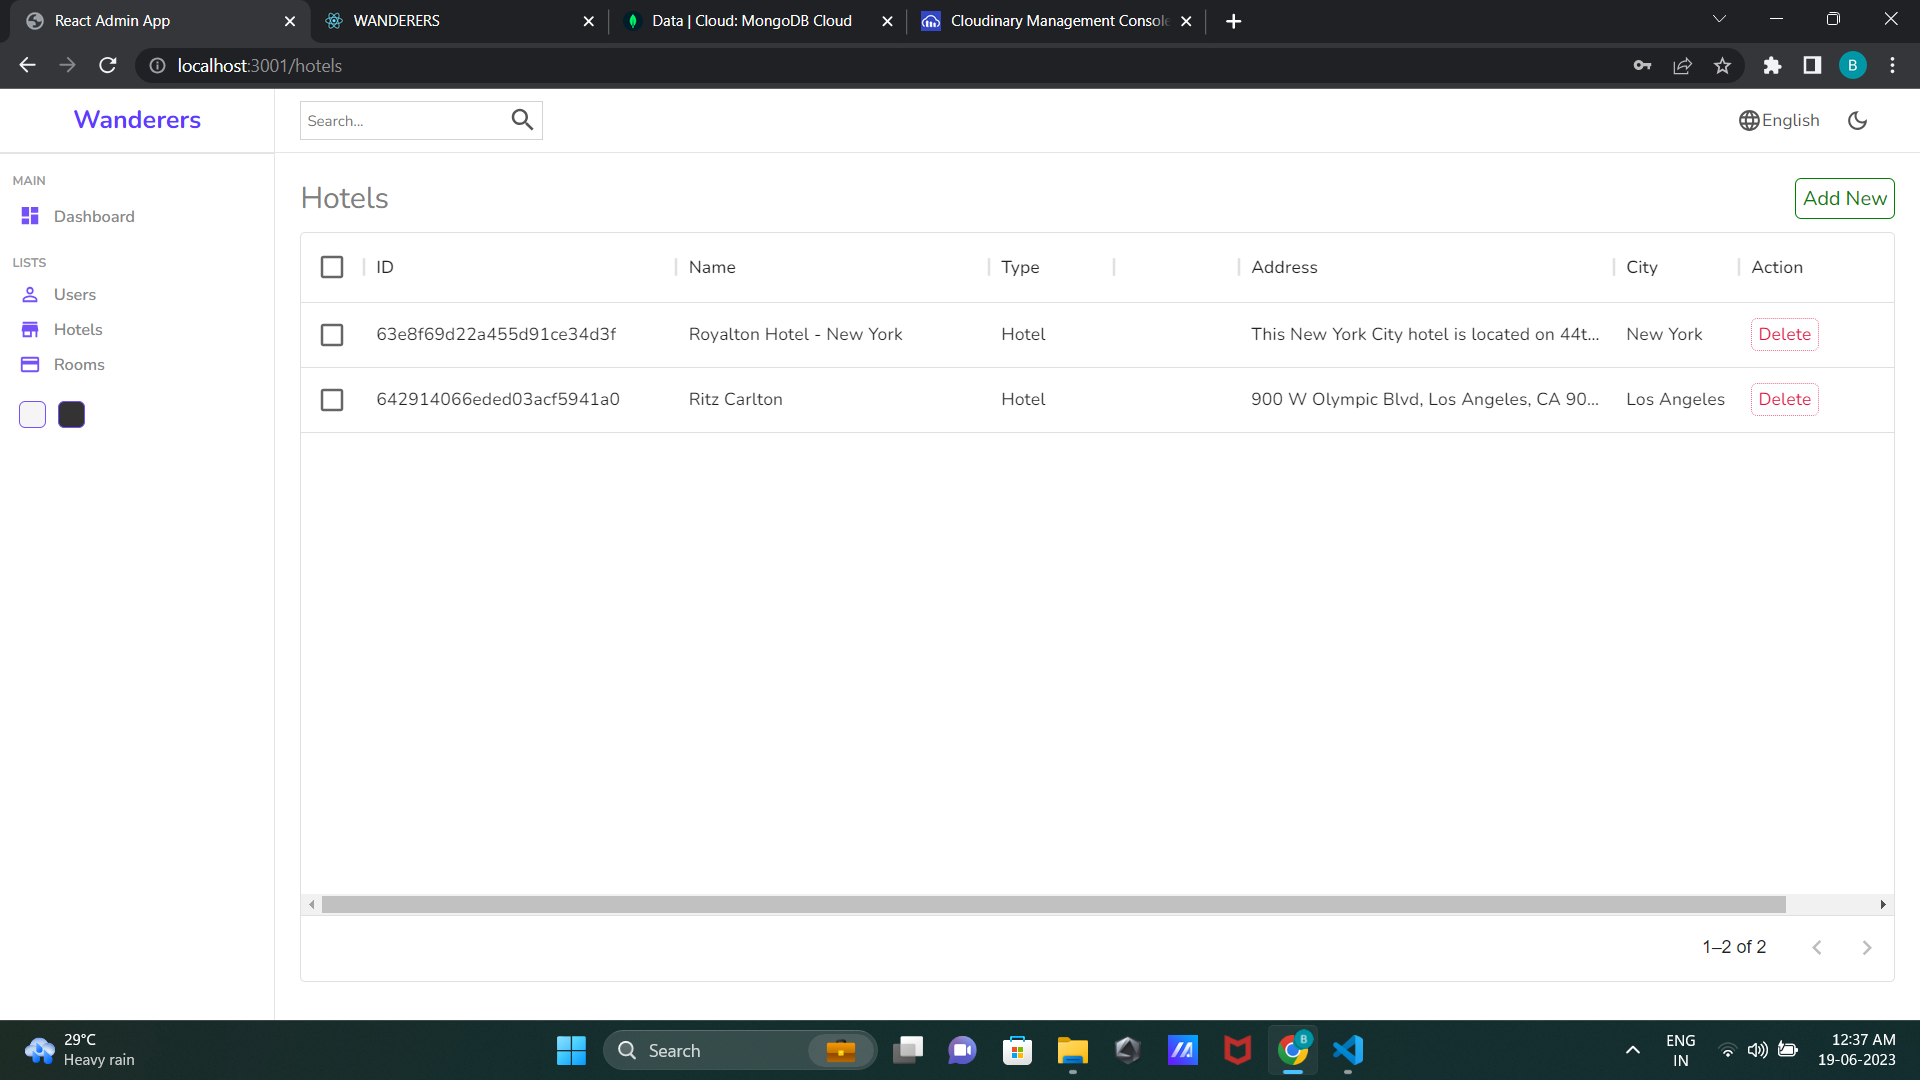 React Admin App
WANDERERS
Data | Cloud: MongoDB Cloud
Cloudinary Management Console
localhost:3001/hotels
B
Wanderers
Search...
English
MAIN
Dashboard
LISTS
Users
Hotels
Rooms
Hotels
Add New
ID Name Type Address City Action
63e8f69d22a455d91ce34d3f Royalton Hotel - New York Hotel This New York City hotel is located on 44t... New York Delete
642914066eded03acf5941a0 Ritz Carlton Hotel 900 W Olympic Blvd, Los Angeles, CA 90... Los Angeles Delete
1–2 of 2
29°C
Heavy rain
Search
B
ENG
IN
12:37 AM
19-06-2023